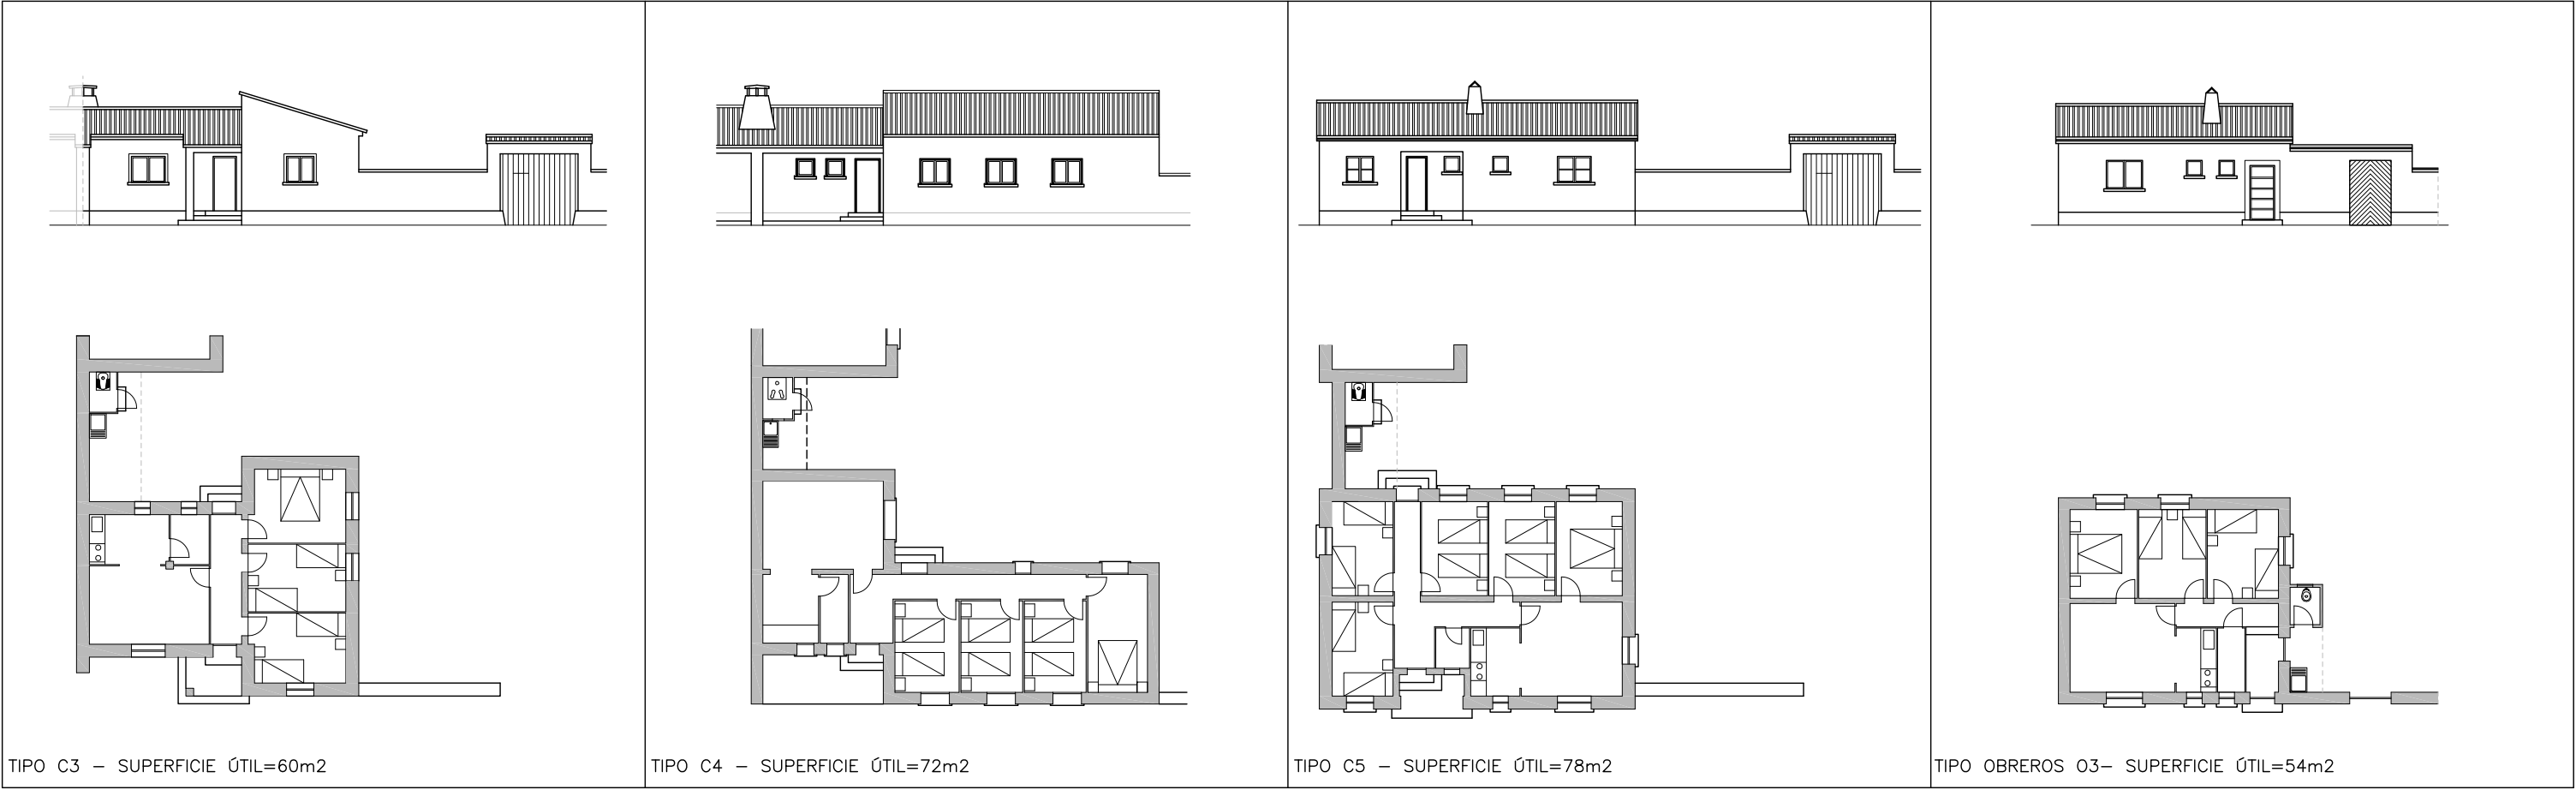 TIPO C3 – SUPERFICIE ÚTIL=60m2
TIPO C4 – SUPERFICIE ÚTIL=72m2
TIPO C5 – SUPERFICIE ÚTIL=78m2
TIPO OBREROS 03– SUPERFICIE ÚTIL=54m2